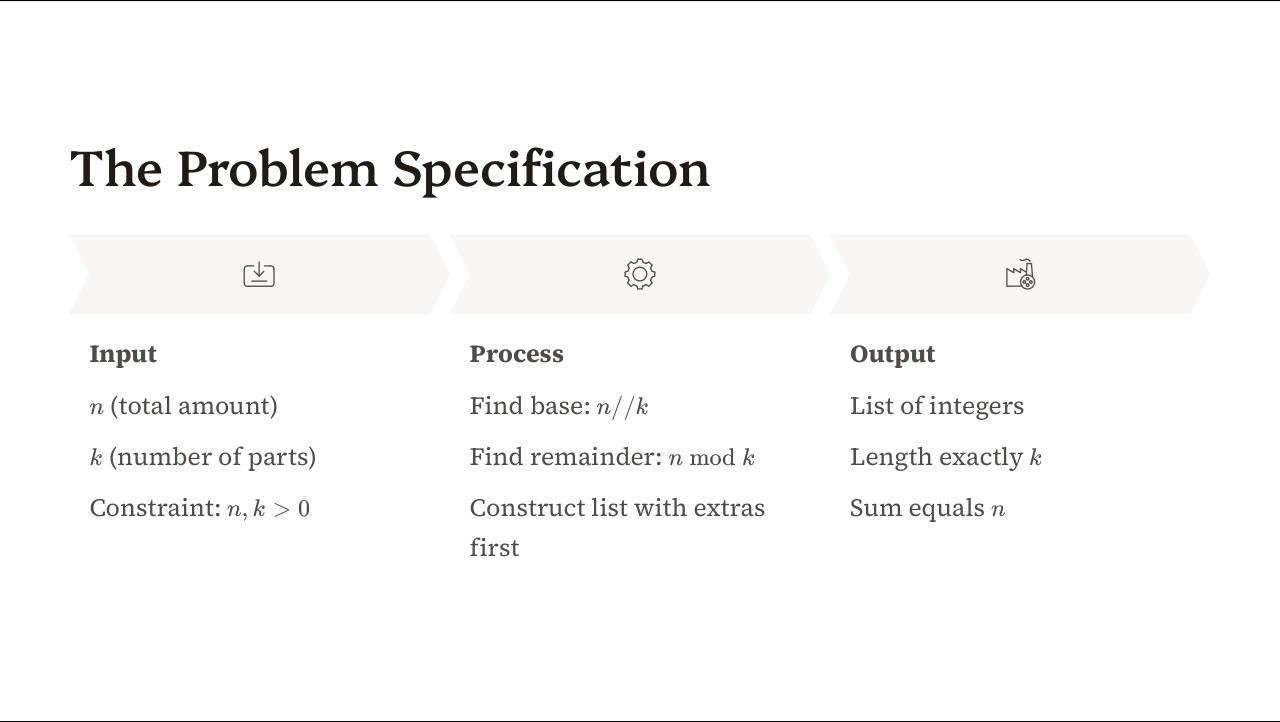 The Problem Specification
Input
n (total amount)
k (number of parts)
Constraint: n, k > 0
Process
Find base: n//k
Find remainder: n mod k
Construct list with extras
first
Output
List of integers
Length exactly k
Sum equals n